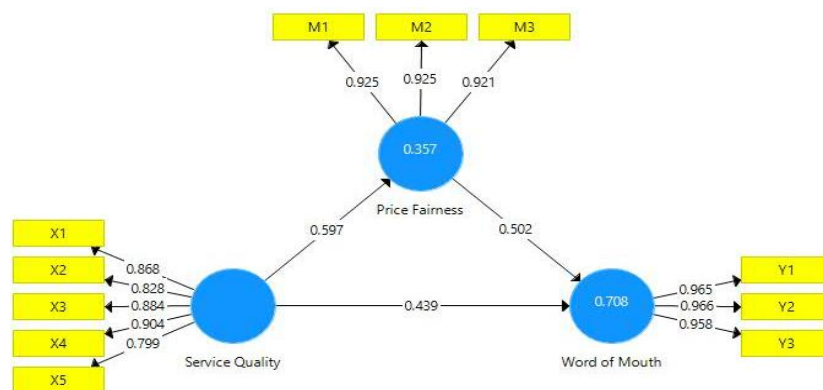 M1 M2 M3
0.925 0.925 0.921
0.357
Price Fairness
0.597 0.502
X1
X2
X3
X4
X5
0.868
0.828
0.884
0.904
0.799
Service Quality
0.439
0.708
Word of Mouth
0.965
0.966
0.958
Y1
Y2
Y3